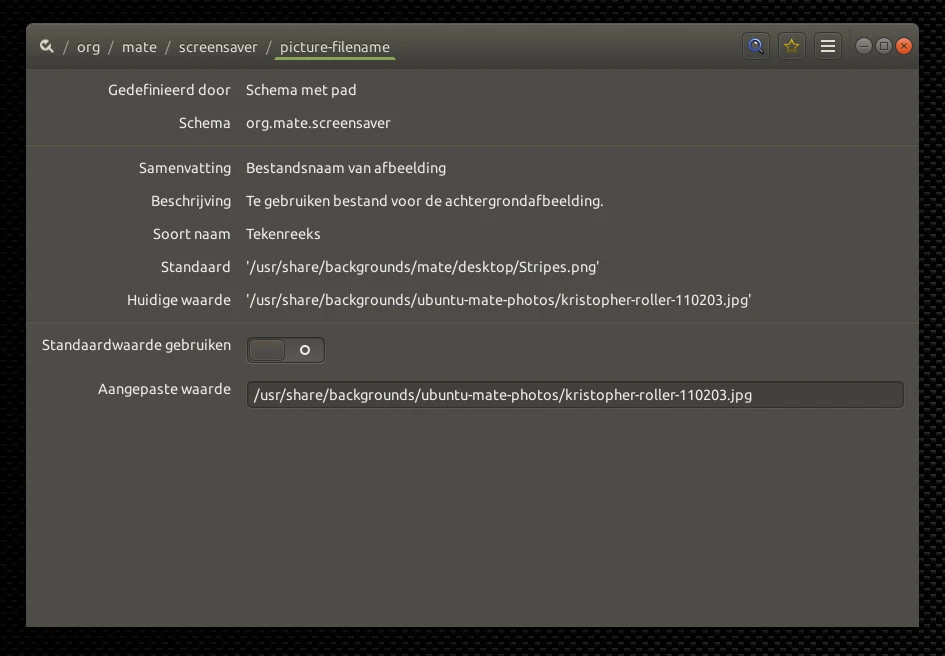 / org / mate / screensaver / picture-filename
Gedefinieerd door Schema met pad
Schema org.mate.screensaver
Samenvatting Bestandsnaam van afbeelding
Beschrijving Te gebruiken bestand voor de achtergrondafbeelding.
Soort naam Tekenreeks
Standaard '/usr/share/backgrounds/mate/desktop/Stripes.png'
Huidige waarde '/usr/share/backgrounds/ubuntu-mate-photos/kristopher-roller-110203.jpg'
Standaardwaarde gebruiken
Aangepaste waarde /usr/share/backgrounds/ubuntu-mate-photos/kristopher-roller-110203.jpg